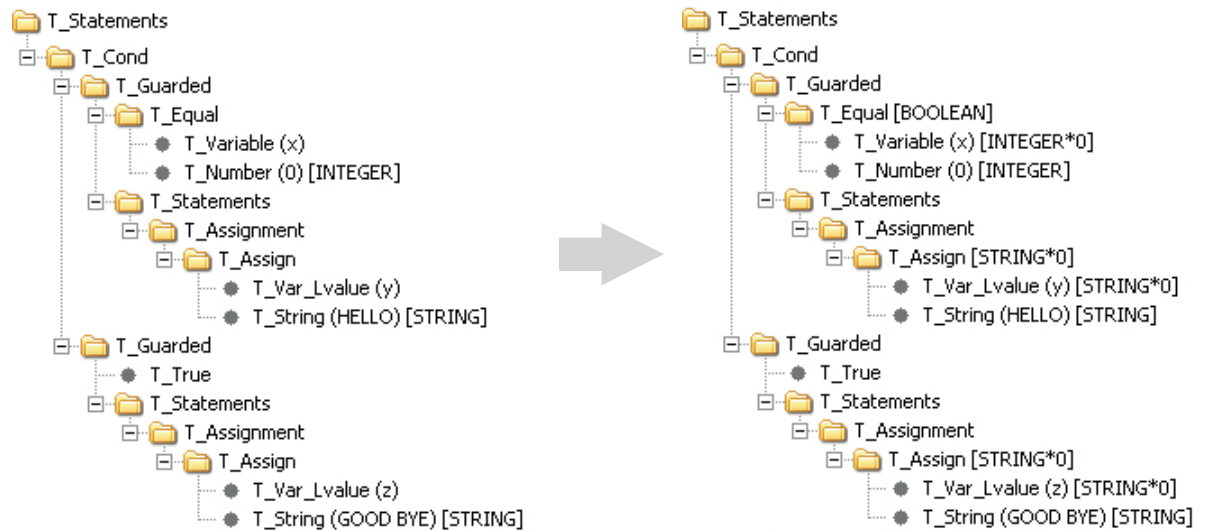 T_Statements
T_Cond
T_Guarded
T_Equal
T_Variable (x)
T_Number (0) [INTEGER]
T_Statements
T_Assignment
T_Assign
T_Var_Lvalue (y)
T_String (HELLO) [STRING]
T_Guarded
T_True
T_Statements
T_Assignment
T_Assign
T_Var_Lvalue (z)
T_String (GOOD BYE) [STRING]
T_Statements
T_Cond
T_Guarded
T_Equal [BOOLEAN]
T_Variable (x) [INTEGER*0]
T_Number (0) [INTEGER]
T_Statements
T_Assignment
T_Assign [STRING*0]
T_Var_Lvalue (y) [STRING*0]
T_String (HELLO) [STRING]
T_Guarded
T_True
T_Statements
T_Assignment
T_Assign [STRING*0]
T_Var_Lvalue (z) [STRING*0]
T_String (GOOD BYE) [STRING]